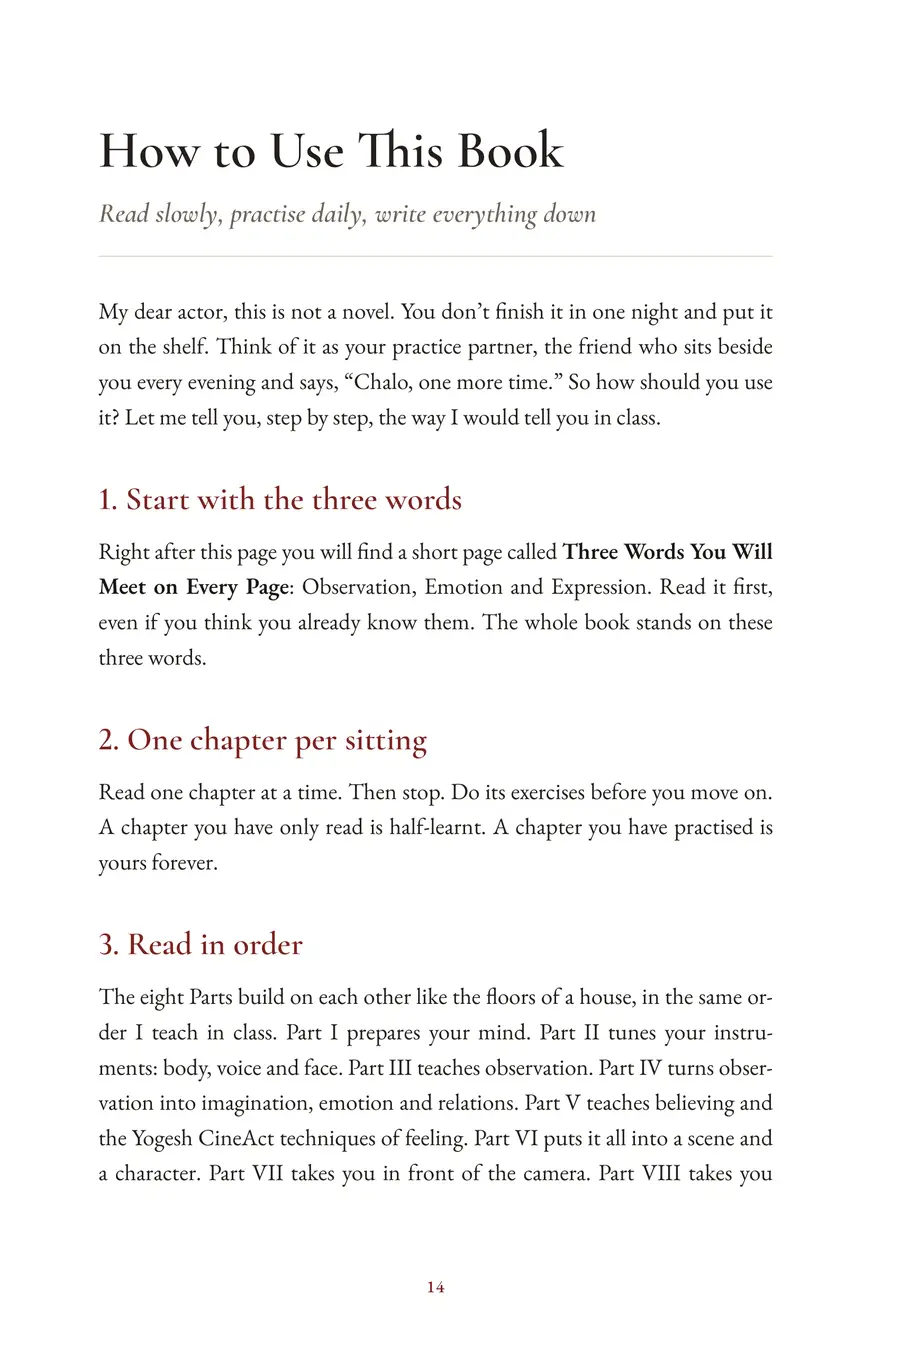 How to Use This Book
Read slowly, practise daily, write everything down
My dear actor, this is not a novel. You don’t finish it in one night and put it
on the shelf. Think of it as your practice partner, the friend who sits beside
you every evening and says, “Chalo, one more time.” So how should you use
it? Let me tell you, step by step, the way I would tell you in class.
1. Start with the three words
Right after this page you will find a short page called Three Words You Will
Meet on Every Page: Observation, Emotion and Expression. Read it first,
even if you think you already know them. The whole book stands on these
three words.
2. One chapter per sitting
Read one chapter at a time. Then stop. Do its exercises before you move on.
A chapter you have only read is half-learnt. A chapter you have practised is
yours forever.
3. Read in order
The eight Parts build on each other like the floors of a house, in the same or-
der I teach in class. Part I prepares your mind. Part II tunes your instru-
ments: body, voice and face. Part III teaches observation. Part IV turns obser-
vation into imagination, emotion and relations. Part V teaches believing and
the Yogesh CineAct techniques of feeling. Part VI puts it all into a scene and
a character. Part VII takes you in front of the camera. Part VIII takes you
14